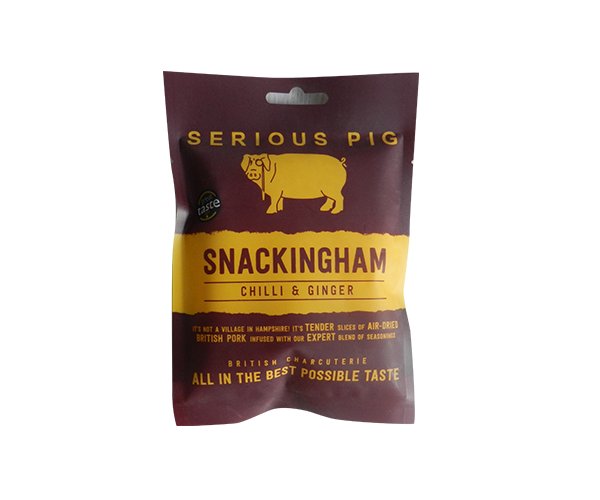 SERIOUS PIG
taste
SNACKINGHAM
CHILLI & GINGER
IT'S NOT A VILLAGE IN HAMPSHIRE! IT'S TENDER SLICES OF AIR-DRIED
BRITISH PORK INFUSED WITH OUR EXPERT BLEND OF SEASONINGS
BRITISH CHARCUTERIE
ALL IN THE BEST POSSIBLE TASTE